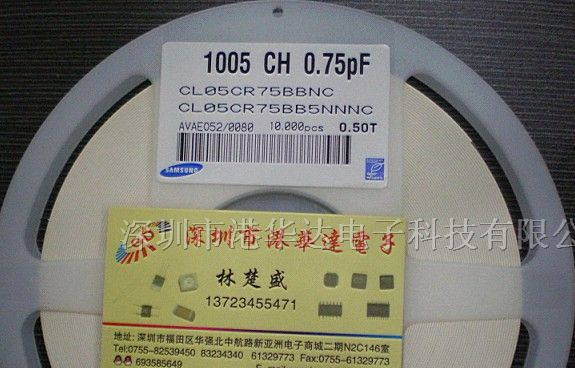 1005 CH 0.75pF
CL05CR75BBNC
CL05CR75BB5NNNC
AVAE052/0080 10,000pcs 0.50T
SAMSUNG
深圳市港华达电子科技有限公司
深圳市港華達電子
林楚盛
13723455471
地址: 深圳市福田区华强北中航路新亚洲电子商城二期N2C146室
Tel:0755-82539450 83234340 61329773 Fax:0755-61329773
693585649